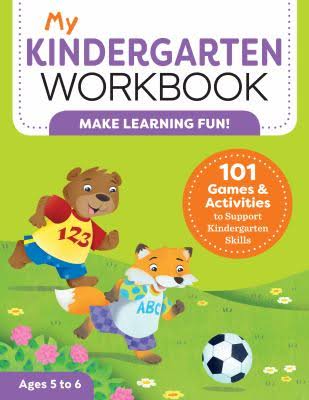 My
KINDERGARTEN
WORKBOOK
MAKE LEARNING FUN!
101
Games &
Activities
to Support
Kindergarten
Skills
123
ABC
Ages 5 to 6